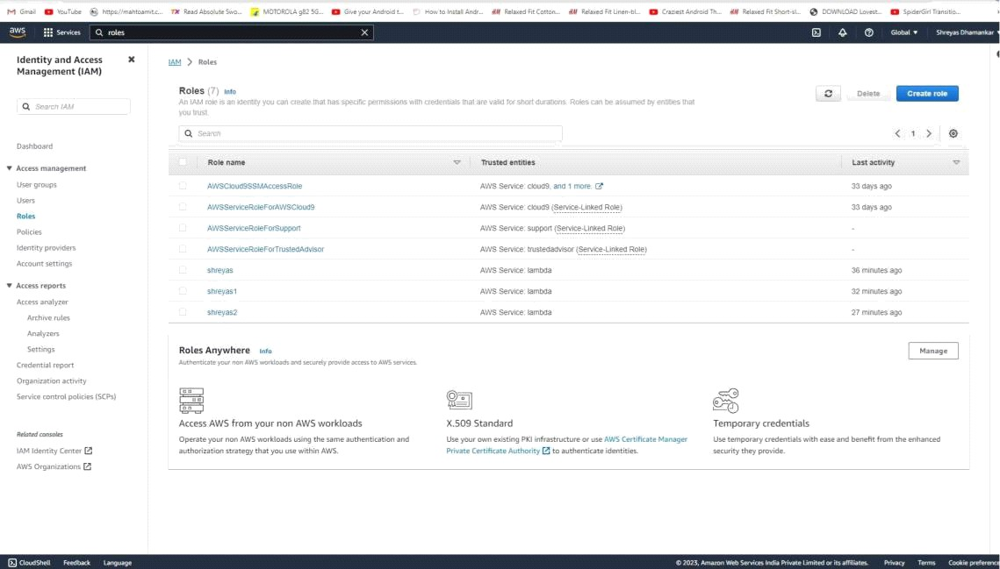 Gmail YouTube https://mahtoamit.c... Read Absolute Swo... MOTOROLA g82 5G... Give your Android t... How to Install Andr... Relaxed Fit Cotton... Relaxed Fit Linen-bl... Craziest Android Th... Relaxed Fit Short-sl... DOWNLOAD Lovest... SpiderGirl Transitio...
aws Services roles Global Shreyas Dhamankar
Identity and Access
Management (IAM)
Search IAM
Dashboard
Access management
User groups
Users
Roles
Policies
Identity providers
Account settings
Access reports
Access analyzer
Archive rules
Analyzers
Settings
Credential report
Organization activity
Service control policies (SCPs)
Related consoles
IAM Identity Center
AWS Organizations
IAM > Roles
Roles (7) Info
An IAM role is an identity you can create that has specific permissions with credentials that are valid for short durations. Roles can be assumed by entities that
you trust.
Delete Create role
Search
1
Role name Trusted entities Last activity
AWSCloud9SSMAccessRole AWS Service: cloud9, and 1 more. 33 days ago
AWSServiceRoleForAWSCloud9 AWS Service: cloud9 (Service-Linked Role) 33 days ago
AWSServiceRoleForSupport AWS Service: support (Service-Linked Role) -
AWSServiceRoleForTrustedAdvisor AWS Service: trustedadvisor (Service-Linked Role) -
shreyas AWS Service: lambda 36 minutes ago
shreyas1 AWS Service: lambda 32 minutes ago
shreyas2 AWS Service: lambda 27 minutes ago
Roles Anywhere Info
Authenticate your non AWS workloads and securely provide access to AWS services.
Manage
Access AWS from your non AWS workloads
Operate your non AWS workloads using the same authentication and
authorization strategy that you use within AWS.
X.509 Standard
Use your own existing PKI infrastructure or use AWS Certificate Manager
Private Certificate Authority to authenticate identities.
Temporary credentials
Use temporary credentials with ease and benefit from the enhanced
security they provide.
CloudShell Feedback Language © 2023, Amazon Web Services India Private Limited or its affiliates. Privacy Terms Cookie preference